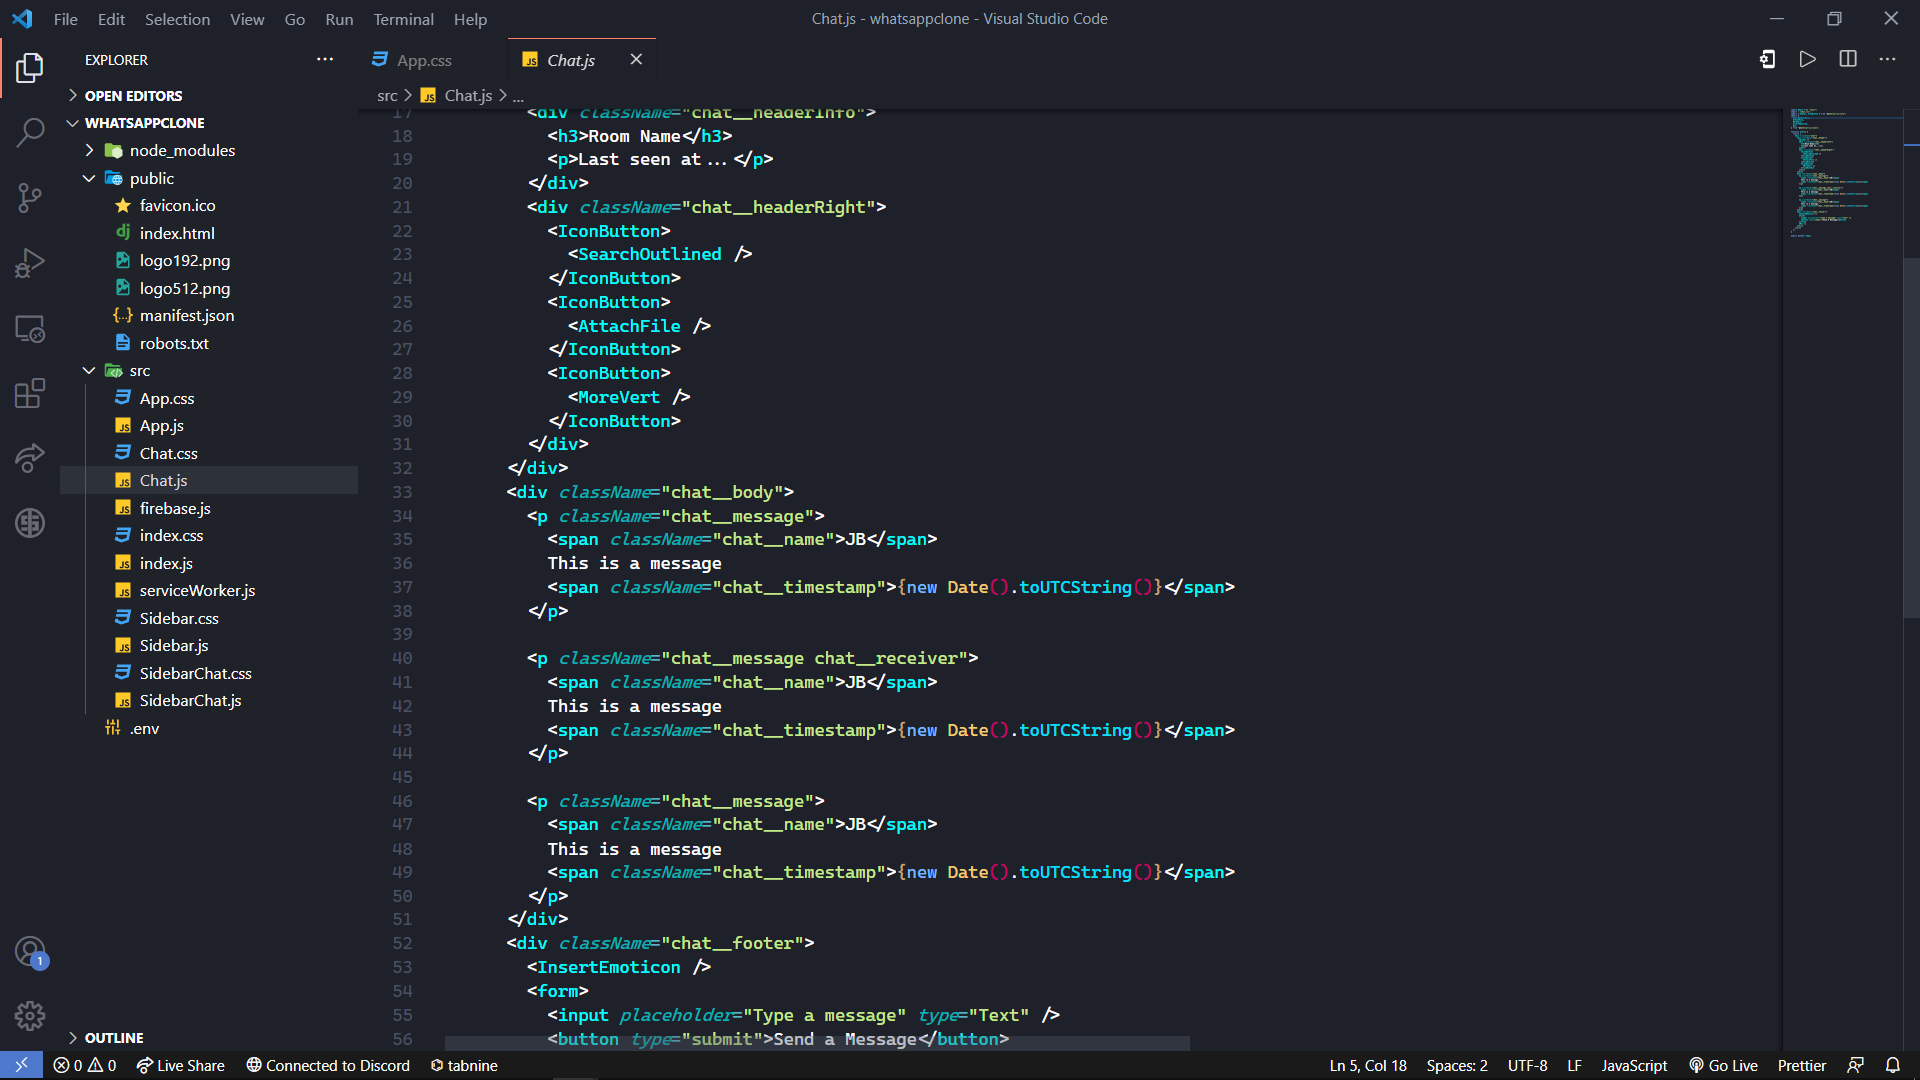 File Edit Selection View Go Run Terminal Help
Chat.js - whatsappclone - Visual Studio Code
EXPLORER
OPEN EDITORS
WHATSAPPCLONE
node_modules
public
favicon.ico
index.html
logo192.png
logo512.png
manifest.json
robots.txt
src
App.css
App.js
Chat.css
Chat.js
firebase.js
index.css
index.js
serviceWorker.js
Sidebar.css
Sidebar.js
SidebarChat.css
SidebarChat.js
.env
OUTLINE
App.css
Chat.js
src > Chat.js > ...
17 <div className="chat__headerInfo">
18 <h3>Room Name</h3>
19 <p>Last seen at...</p>
20 </div>
21 <div className="chat__headerRight">
22 <IconButton>
23 <SearchOutlined />
24 </IconButton>
25 <IconButton>
26 <AttachFile />
27 </IconButton>
28 <IconButton>
29 <MoreVert />
30 </IconButton>
31 </div>
32 </div>
33 <div className="chat__body">
34 <p className="chat__message">
35 <span className="chat__name">JB</span>
36 This is a message
37 <span className="chat__timestamp">{new Date().toUTCString()}</span>
38 </p>
39
40 <p className="chat__message chat__receiver">
41 <span className="chat__name">JB</span>
42 This is a message
43 <span className="chat__timestamp">{new Date().toUTCString()}</span>
44 </p>
45
46 <p className="chat__message">
47 <span className="chat__name">JB</span>
48 This is a message
49 <span className="chat__timestamp">{new Date().toUTCString()}</span>
50 </p>
51 </div>
52 <div className="chat__footer">
53 <InsertEmoticon />
54 <form>
55 <input placeholder="Type a message" type="Text" />
56 <button type="submit">Send a Message</button>
1
0 0 Live Share Connected to Discord tabnine
Ln 5, Col 18 Spaces: 2 UTF-8 LF JavaScript Go Live Prettier